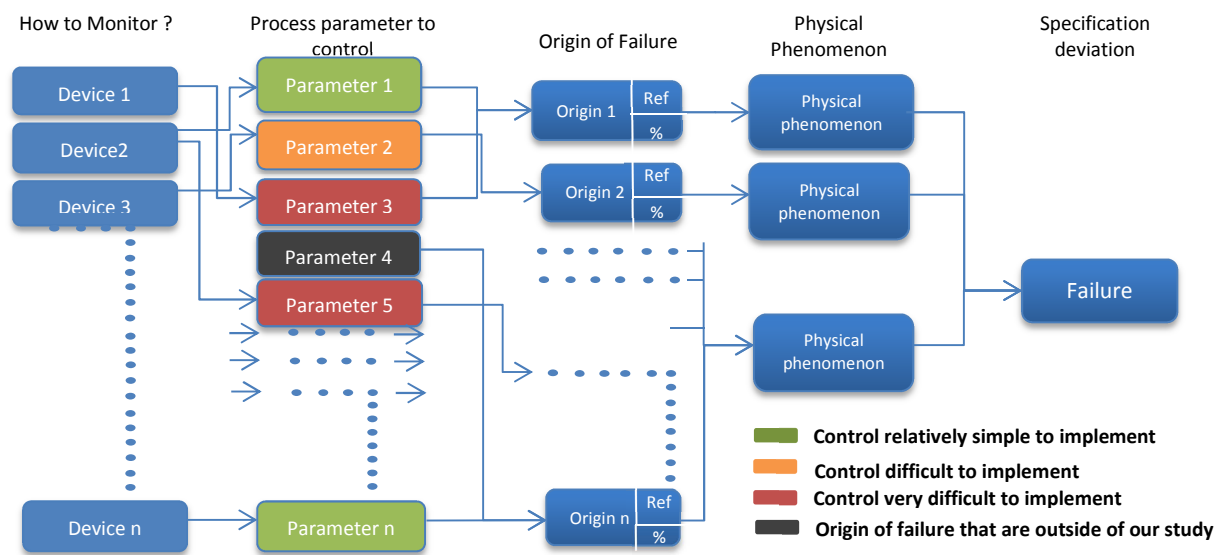 How to Monitor ?
Process parameter to
control
Origin of Failure
Physical
Phenomenon
Specification
deviation
Device 1
Device2
Device 3
Device n
Parameter 1
Parameter 2
Parameter 3
Parameter 4
Parameter 5
Parameter n
Origin 1
Ref
%
Origin 2
Ref
%
Origin n
Ref
%
Physical
phenomenon
Physical
phenomenon
Physical
phenomenon
Failure
Control relatively simple to implement
Control difficult to implement
Control very difficult to implement
Origin of failure that are outside of our study